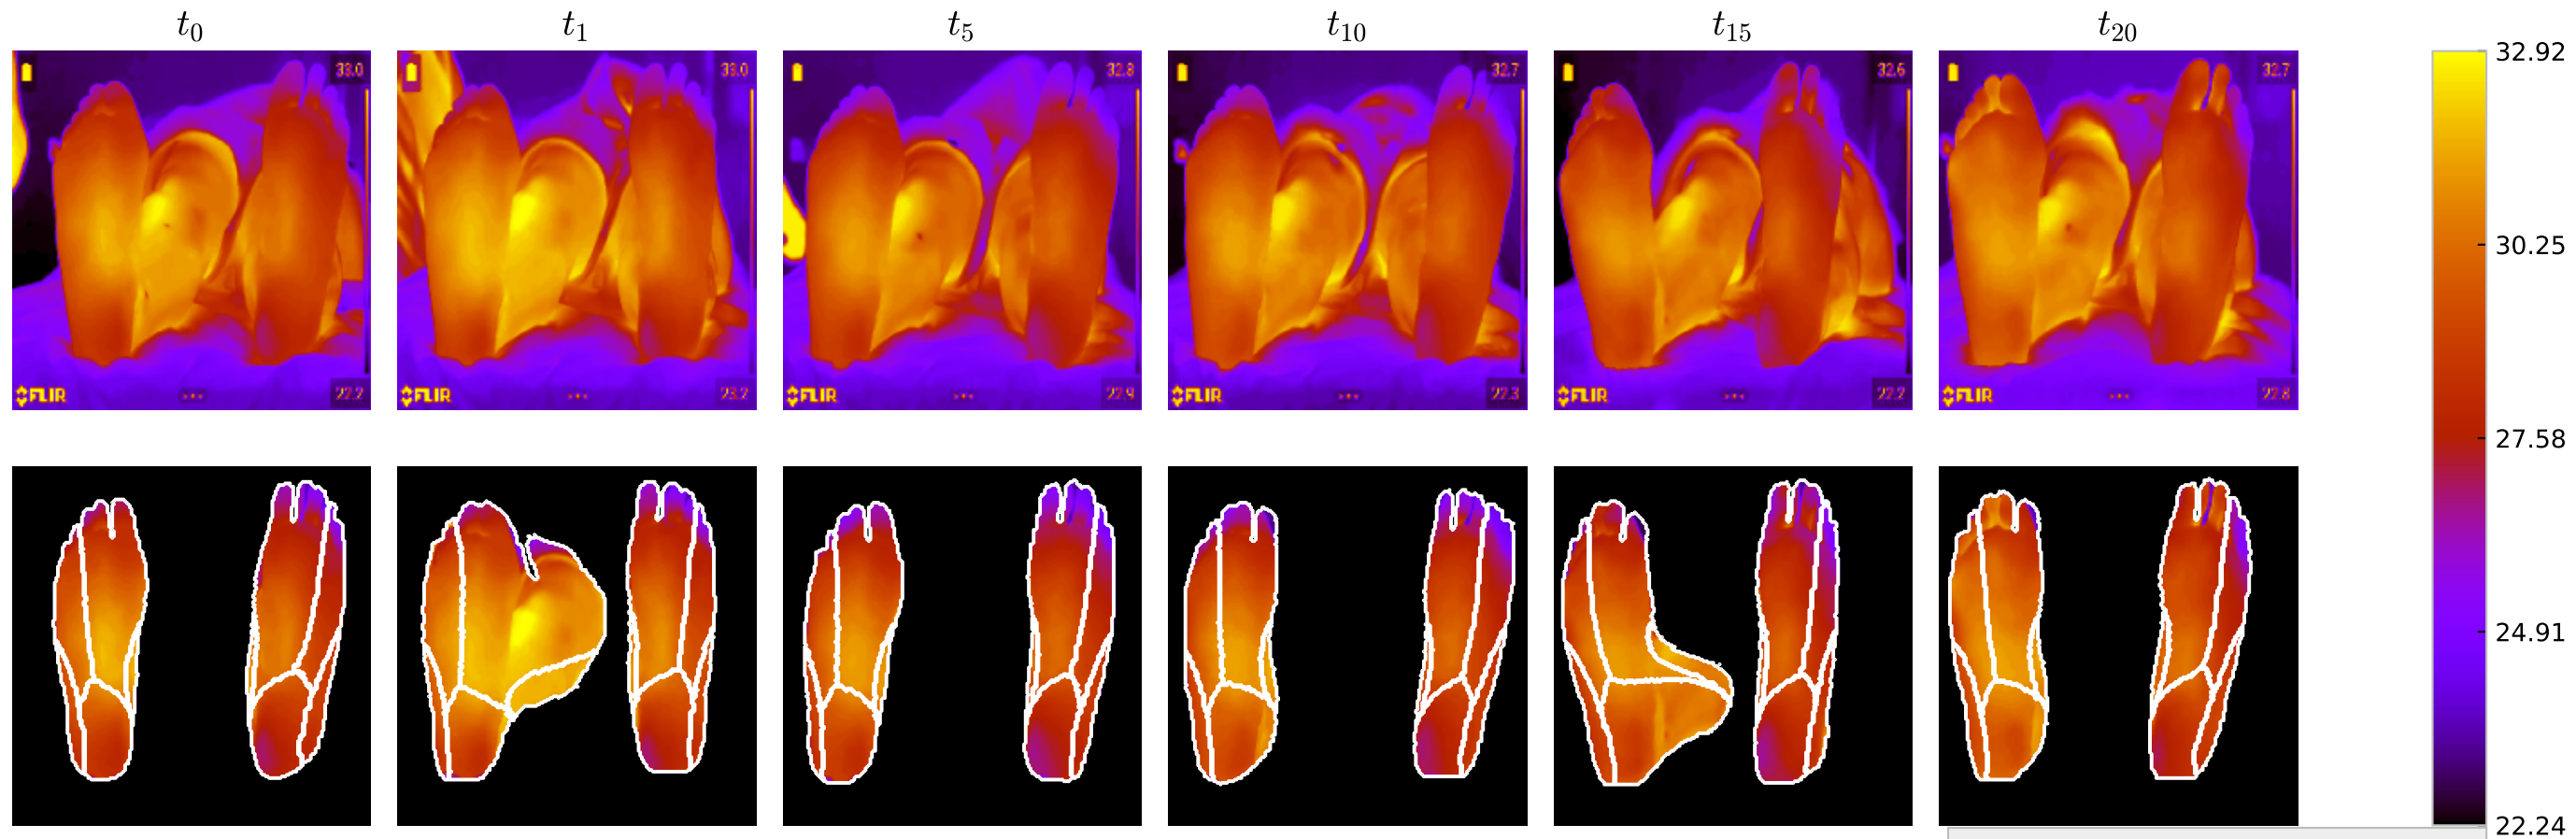 t0 t1 t5 t10 t15 t20
33.0 33.0 32.8 32.7 32.6 32.7
FLIR FLIR FLIR FLIR FLIR FLIR
22.2 23.2 22.9 22.3 22.2 22.8
32.92
30.25
27.58
24.91
22.24